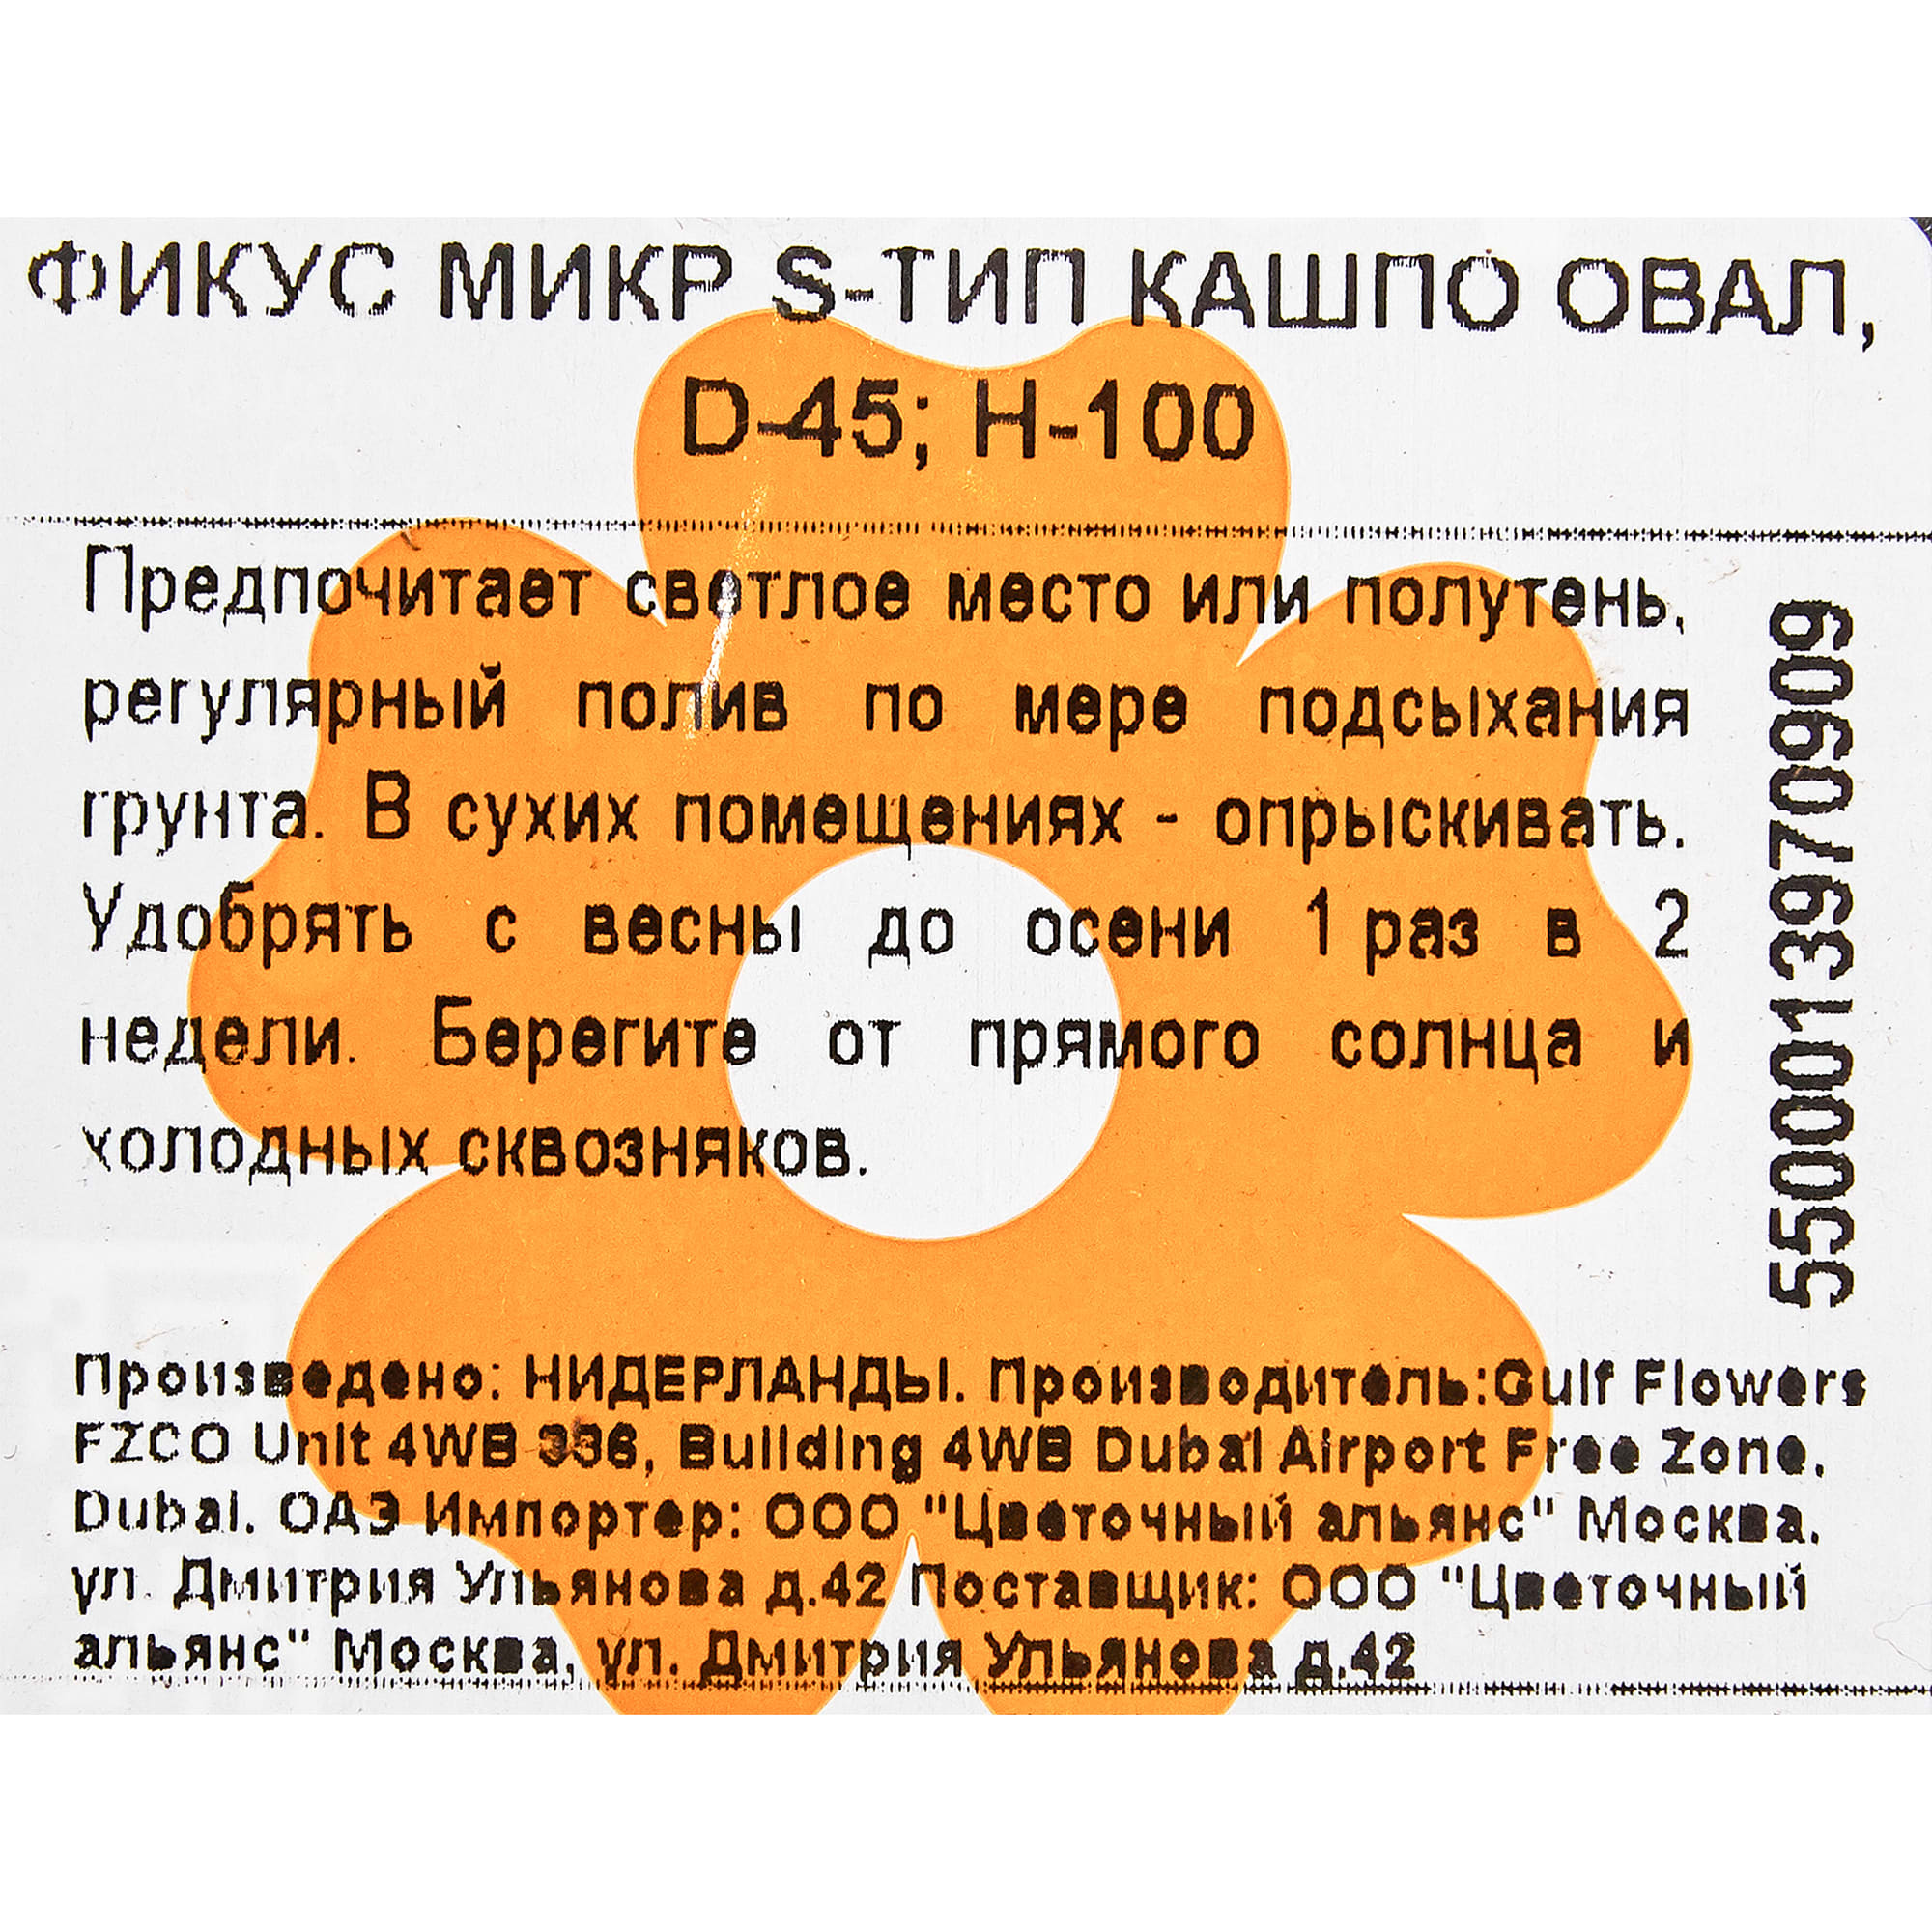 ФИКУС МИКР S-ТИП КАШПО ОВАЛ,
D-45; H-100
Предпочитает светлое место или полутень,
регулярный полив по мере подсыхания
грунта. В сухих помещениях - опрыскивать.
Удобрять с весны до осени 1 раз в 2
недели. Берегите от прямого солнца и
холодных сквозняков.
5500013970909
Произведено: НИДЕРЛАНДЫ. Производитель:Gulf Flowers
FZCO Unit 4WB 336, Building 4WB Dubai Airport Free Zone,
Dubai. ОАЭ Импортер: ООО "Цветочный альянс" Москва,
ул. Дмитрия Ульянова д.42 Поставщик: ООО "Цветочный
альянс" Москва, ул. Дмитрия Ульянова д.42